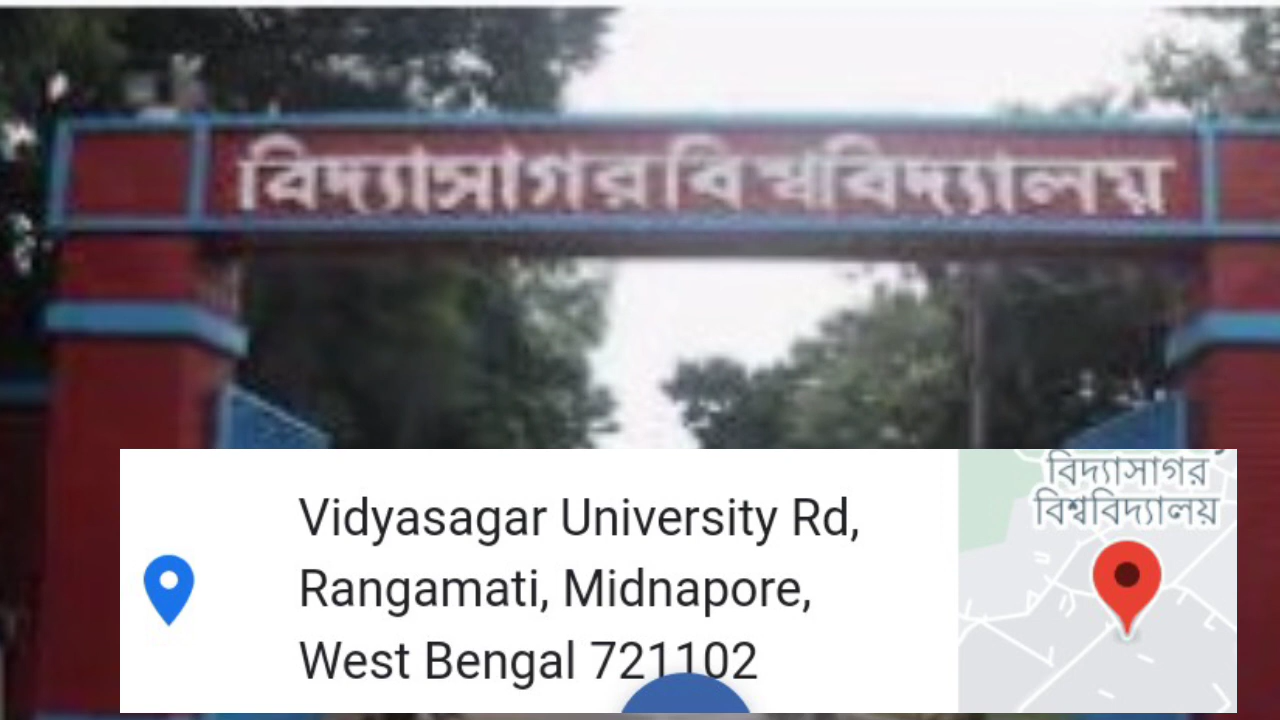 বিদ্যাসাগর বিশ্ববিদ্যালয়
Vidyasagar University Rd,
Rangamati, Midnapore,
West Bengal 721102
বিদ্যাসাগর
বিশ্ববিদ্যালয়